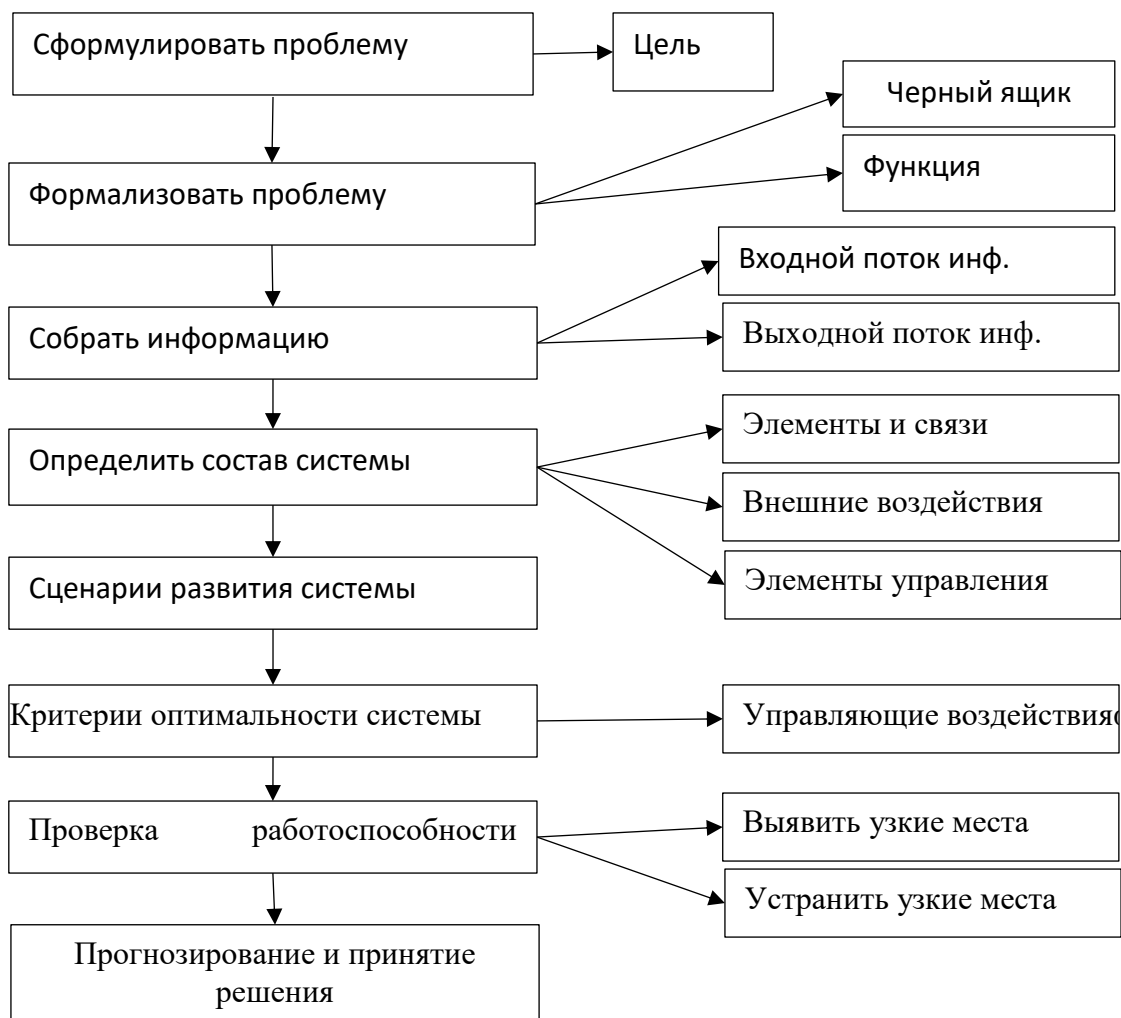 Сформулировать проблему
Цель
Черный ящик
Формализовать проблему
Функция
Входной поток инф.
Собрать информацию
Выходной поток инф.
Элементы и связи
Определить состав системы
Внешние воздействия
Сценарии развития системы
Элементы управления
Критерии оптимальности системы
Управляющие воздействия
Проверка работоспособности
Выявить узкие места
Устранить узкие места
Прогнозирование и принятие
решения